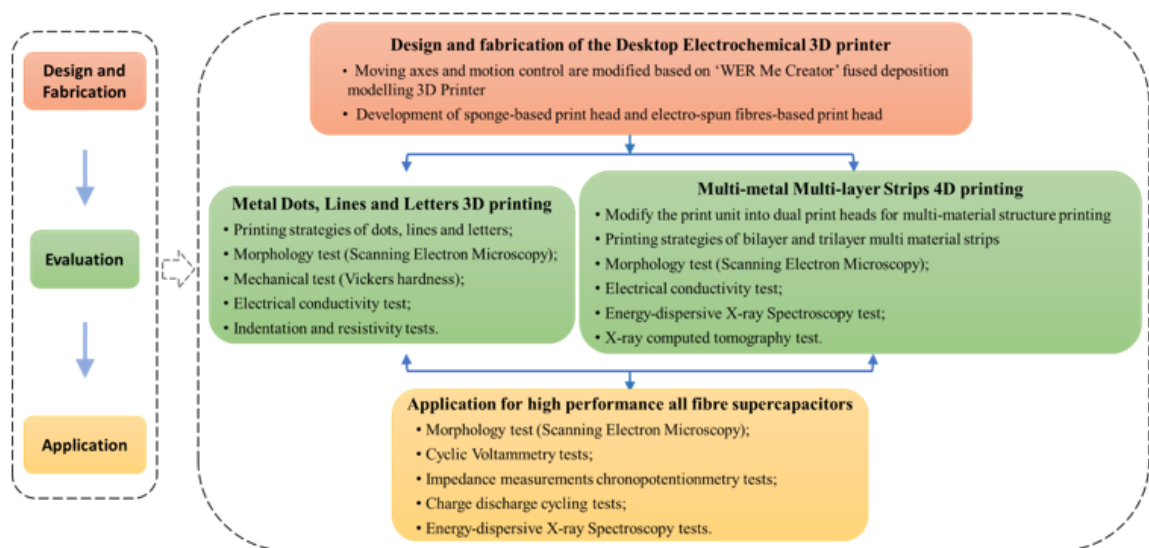 Design and
Fabrication
Evaluation
Application
Design and fabrication of the Desktop Electrochemical 3D printer
• Moving axes and motion control are modified based on ‘WER Me Creator’ fused deposition
modelling 3D Printer
• Development of sponge-based print head and electro-spun fibres-based print head
Metal Dots, Lines and Letters 3D printing
• Printing strategies of dots, lines and letters;
• Morphology test (Scanning Electron Microscopy);
• Mechanical test (Vickers hardness);
• Electrical conductivity test;
• Indentation and resistivity tests.
Multi-metal Multi-layer Strips 4D printing
• Modify the print unit into dual print heads for multi-material structure printing
• Printing strategies of bilayer and trilayer multi material strips
• Morphology test (Scanning Electron Microscopy);
• Electrical conductivity test;
• Energy-dispersive X-ray Spectroscopy test;
• X-ray computed tomography test.
Application for high performance all fibre supercapacitors
• Morphology test (Scanning Electron Microscopy);
• Cyclic Voltammetry tests;
• Impedance measurements chronopotentionmetry tests;
• Charge discharge cycling tests;
• Energy-dispersive X-ray Spectroscopy tests.